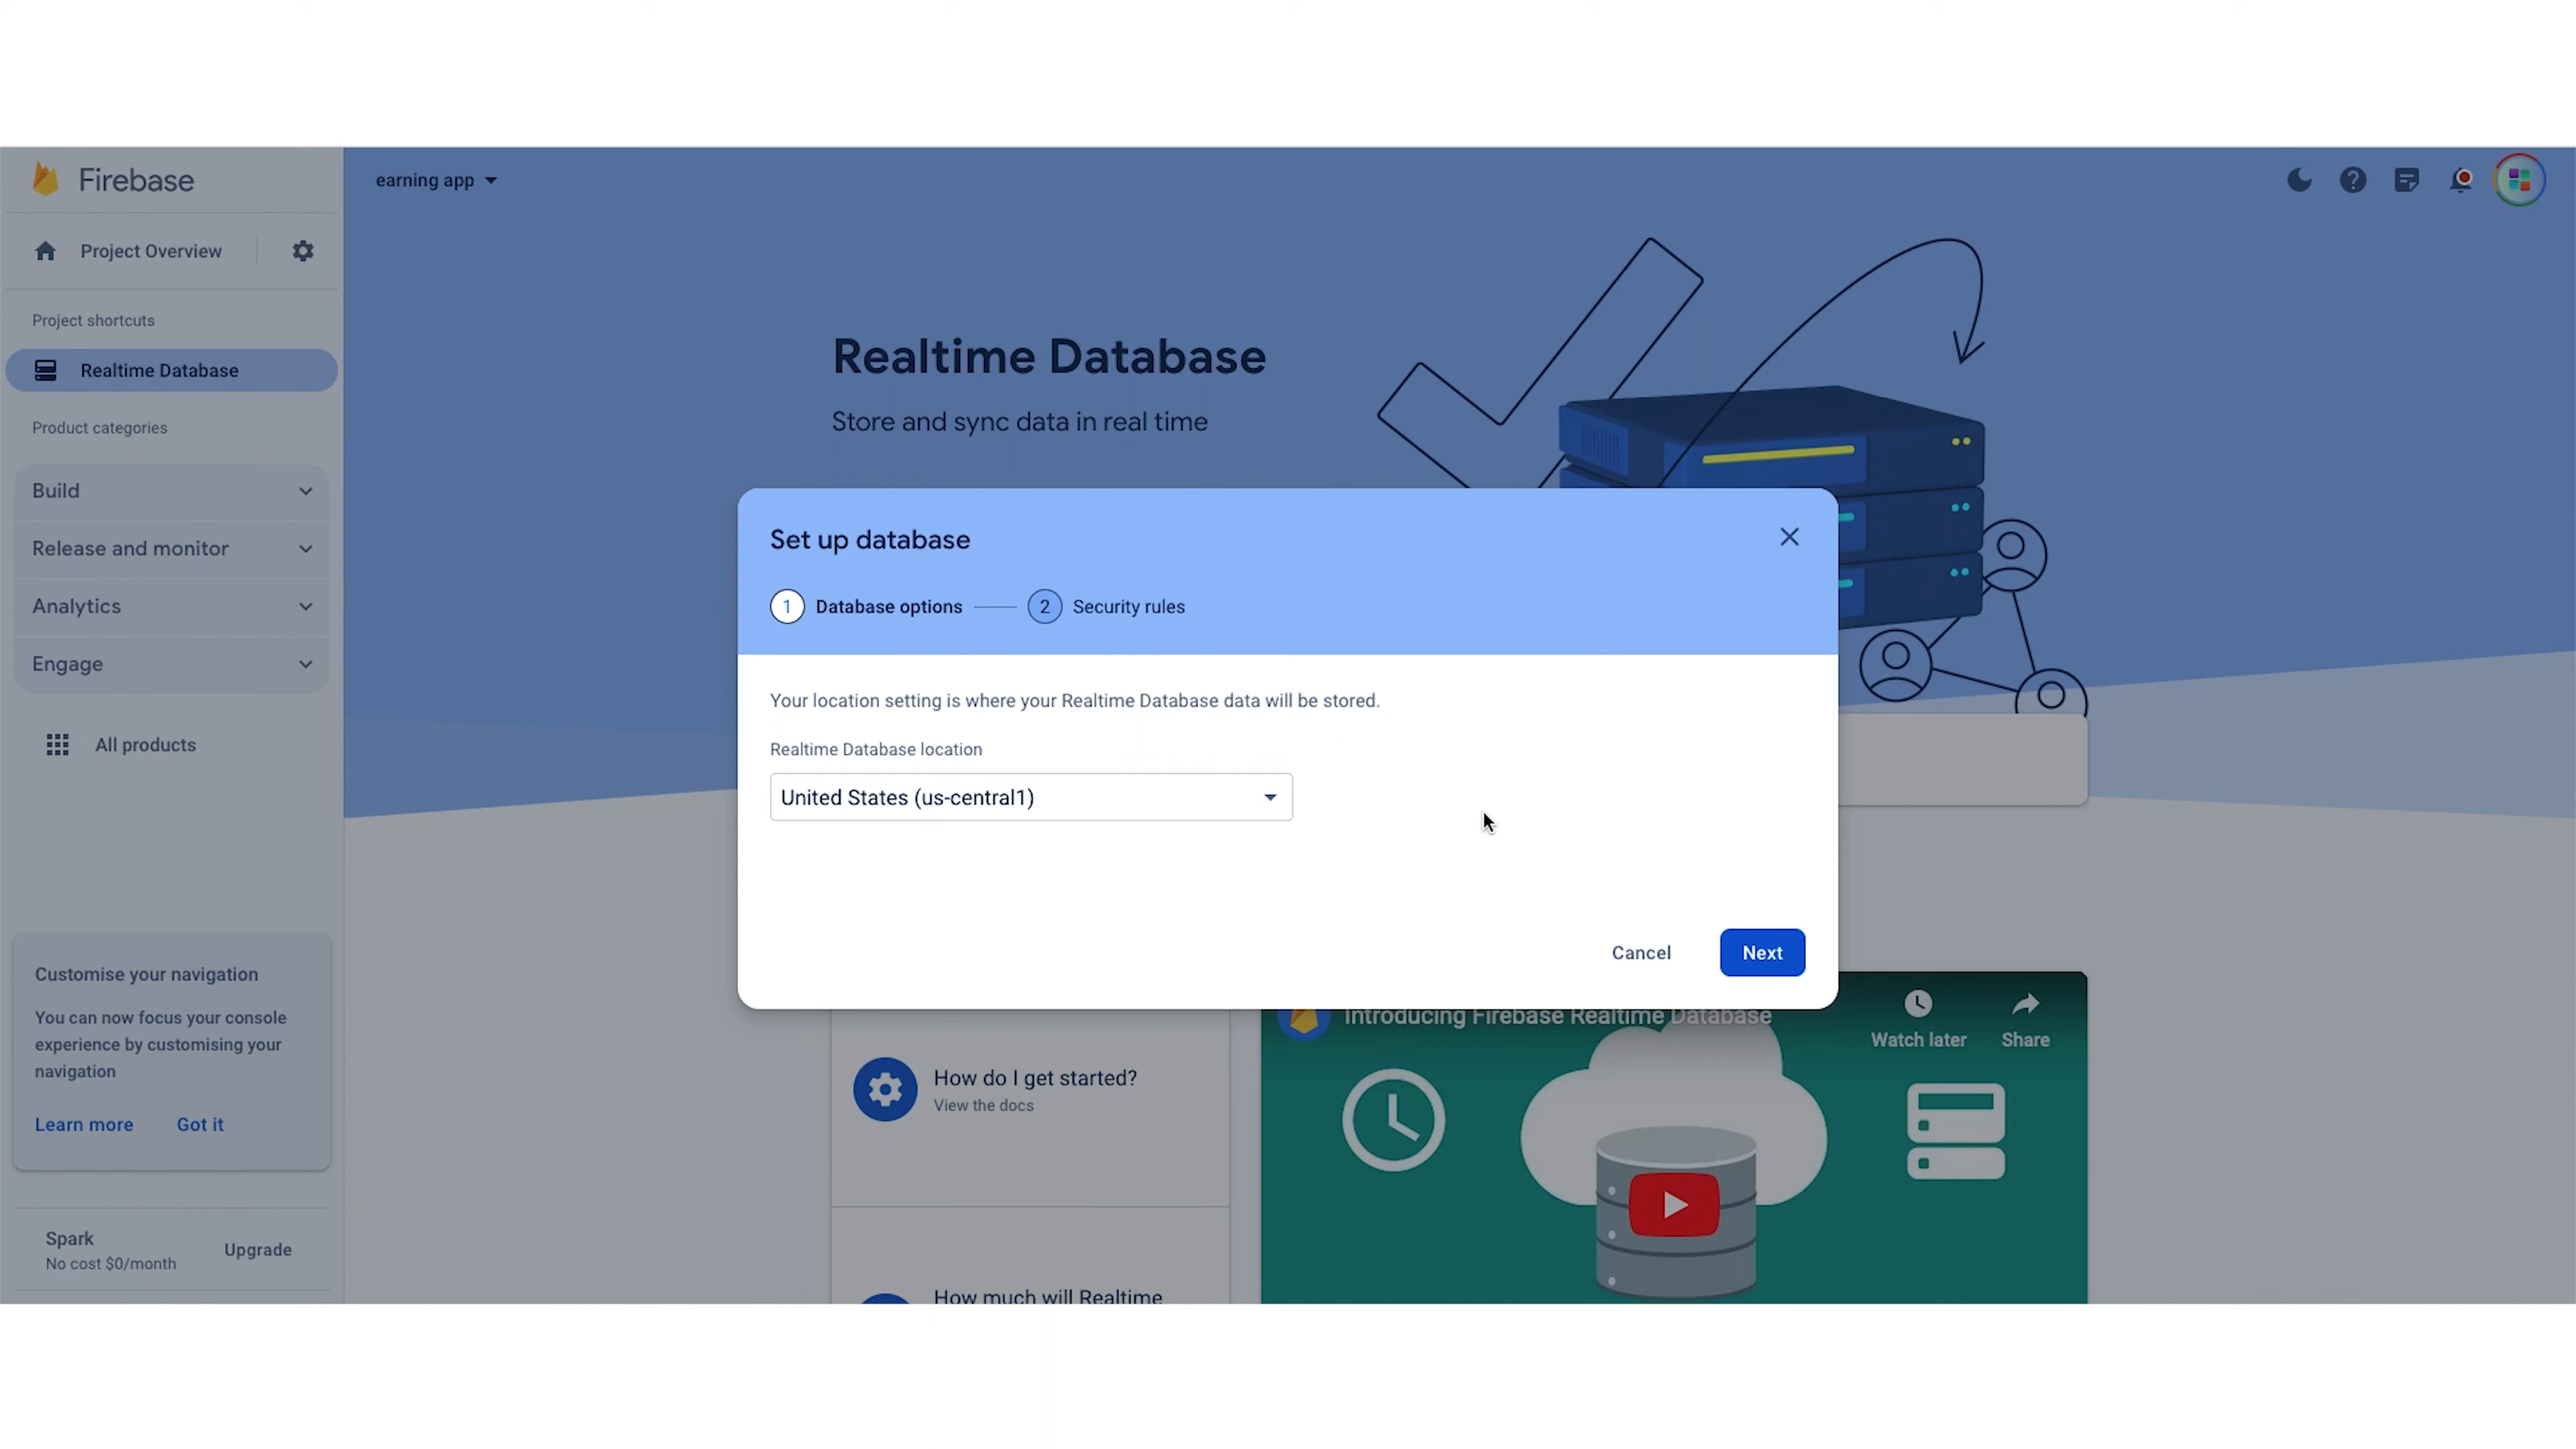 Firebase
earning app
Project Overview
Project shortcuts
Realtime Database
Product categories
Build
Release and monitor
Analytics
Engage
All products
Customise your navigation
You can now focus your console
experience by customising your
navigation
Learn more Got it
Spark
No cost $0/month
Upgrade
Realtime Database
Store and sync data in real time
Set up database
1 Database options
2 Security rules
Your location setting is where your Realtime Database data will be stored.
Realtime Database location
United States (us-central1)
Cancel
Next
How do I get started?
View the docs
How much will Realtime
Introducing Firebase Realtime Database
Watch later
Share